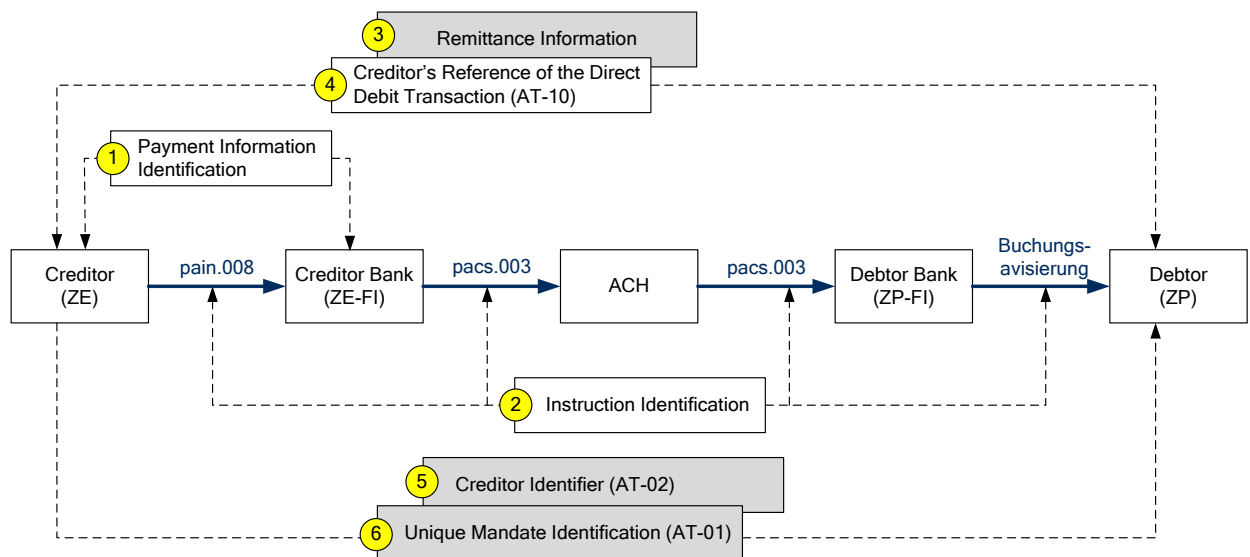 3
Remittance Information
4
Creditor's Reference of the Direct
Debit Transaction (AT-10)
1
Payment Information
Identification
Creditor
(ZE)
pain.008
Creditor Bank
(ZE-FI)
pacs.003
ACH
pacs.003
Debtor Bank
(ZP-FI)
Buchungs-
avisierung
Debtor
(ZP)
2
Instruction Identification
5
Creditor Identifier (AT-02)
6
Unique Mandate Identification (AT-01)